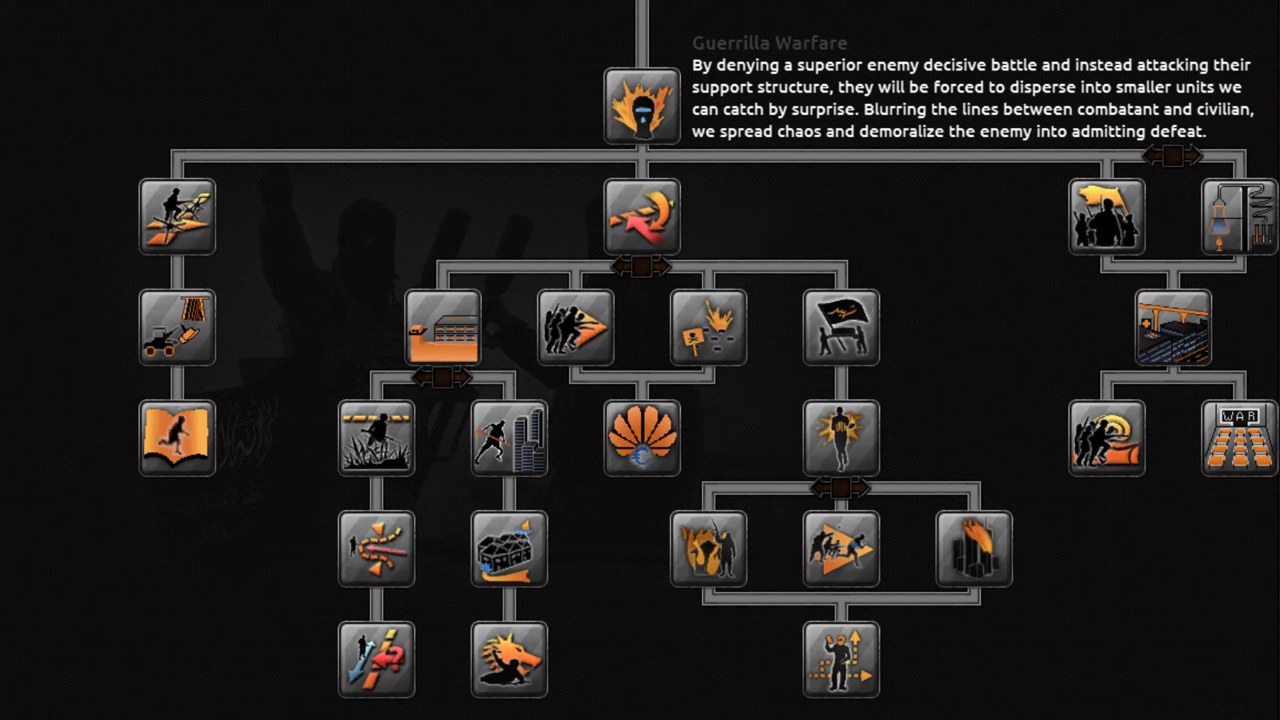 Guerrilla Warfare
By denying a superior enemy decisive battle and instead attacking their
support structure, they will be forced to disperse into smaller units we
can catch by surprise. Blurring the lines between combatant and civilian,
we spread chaos and demoralize the enemy into admitting defeat.
WAR